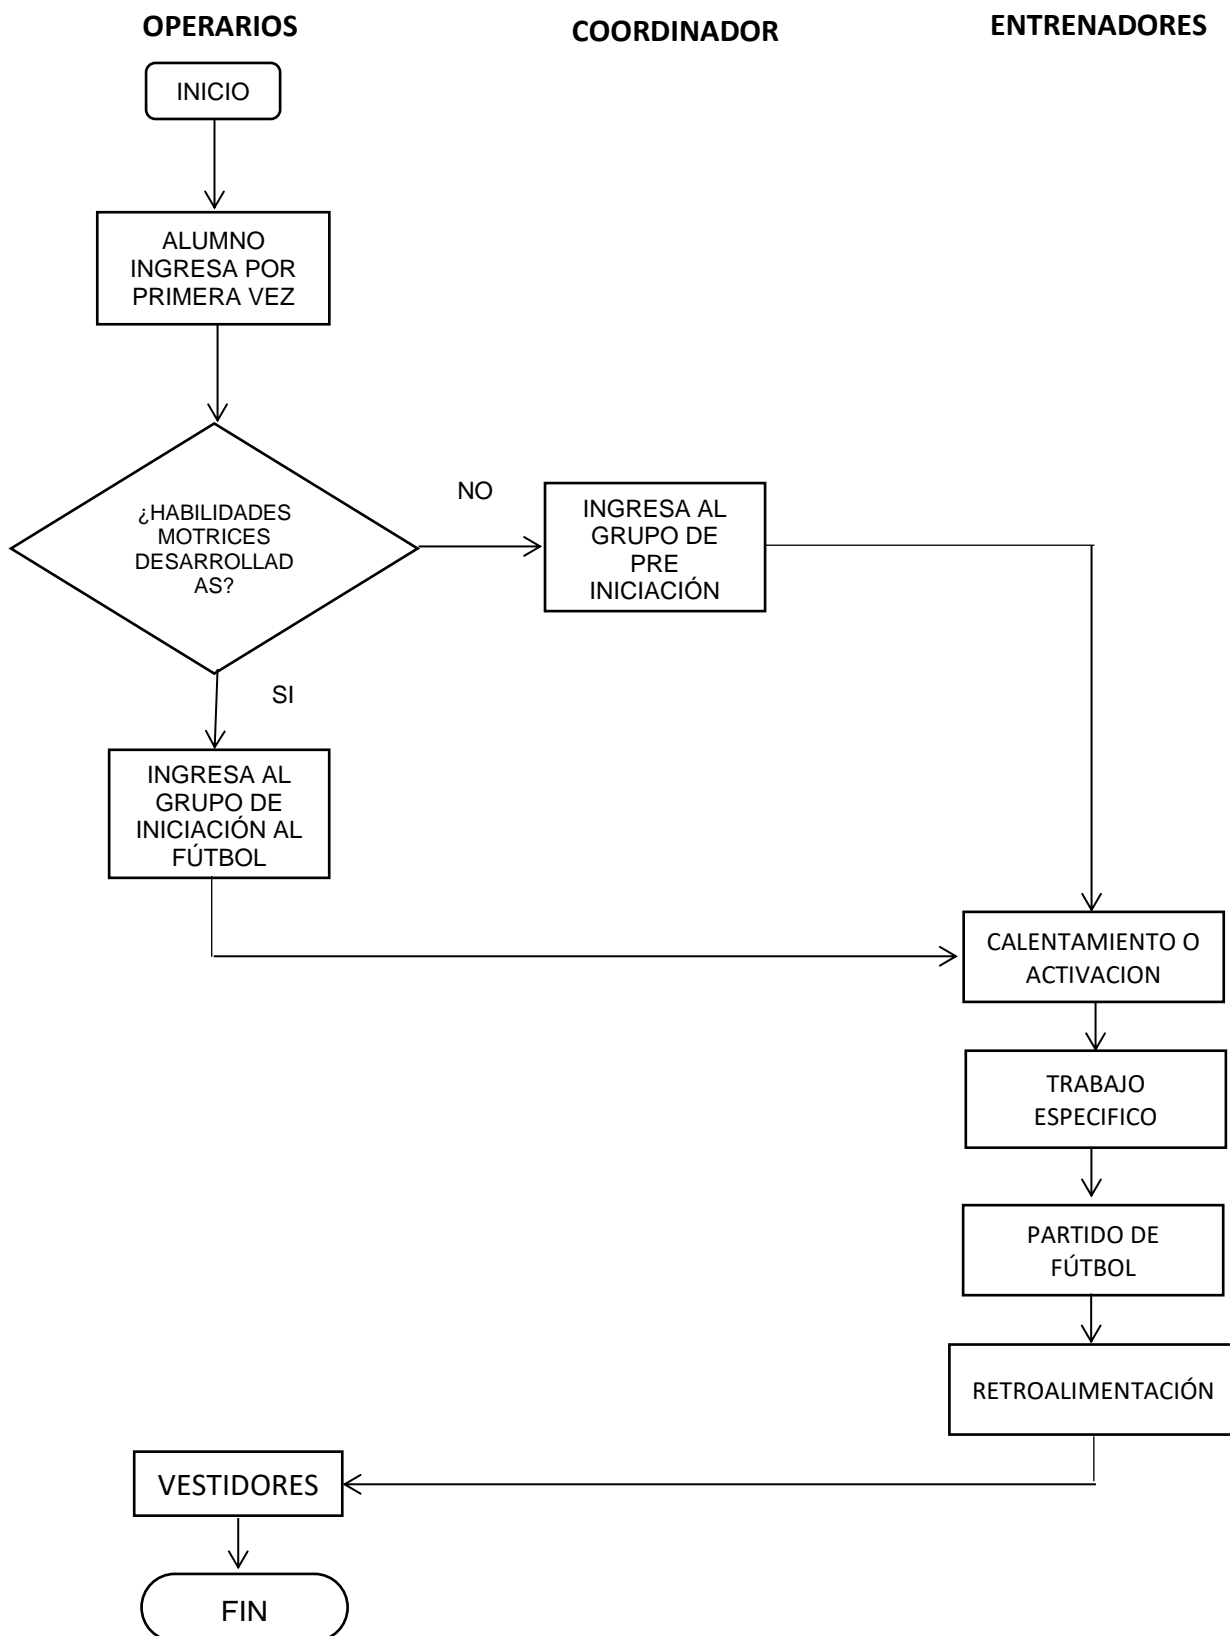 OPERARIOS
COORDINADOR
ENTRENADORES
INICIO
ALUMNO
INGRESA POR
PRIMERA VEZ
¿HABILIDADES
MOTRICES
DESARROLLAD
AS?
NO
INGRESA AL
GRUPO DE
PRE
INICIACIÓN
SI
INGRESA AL
GRUPO DE
INICIACIÓN AL
FÚTBOL
CALENTAMIENTO O
ACTIVACION
TRABAJO
ESPECIFICO
PARTIDO DE
FÚTBOL
RETROALIMENTACIÓN
VESTIDORES
FIN